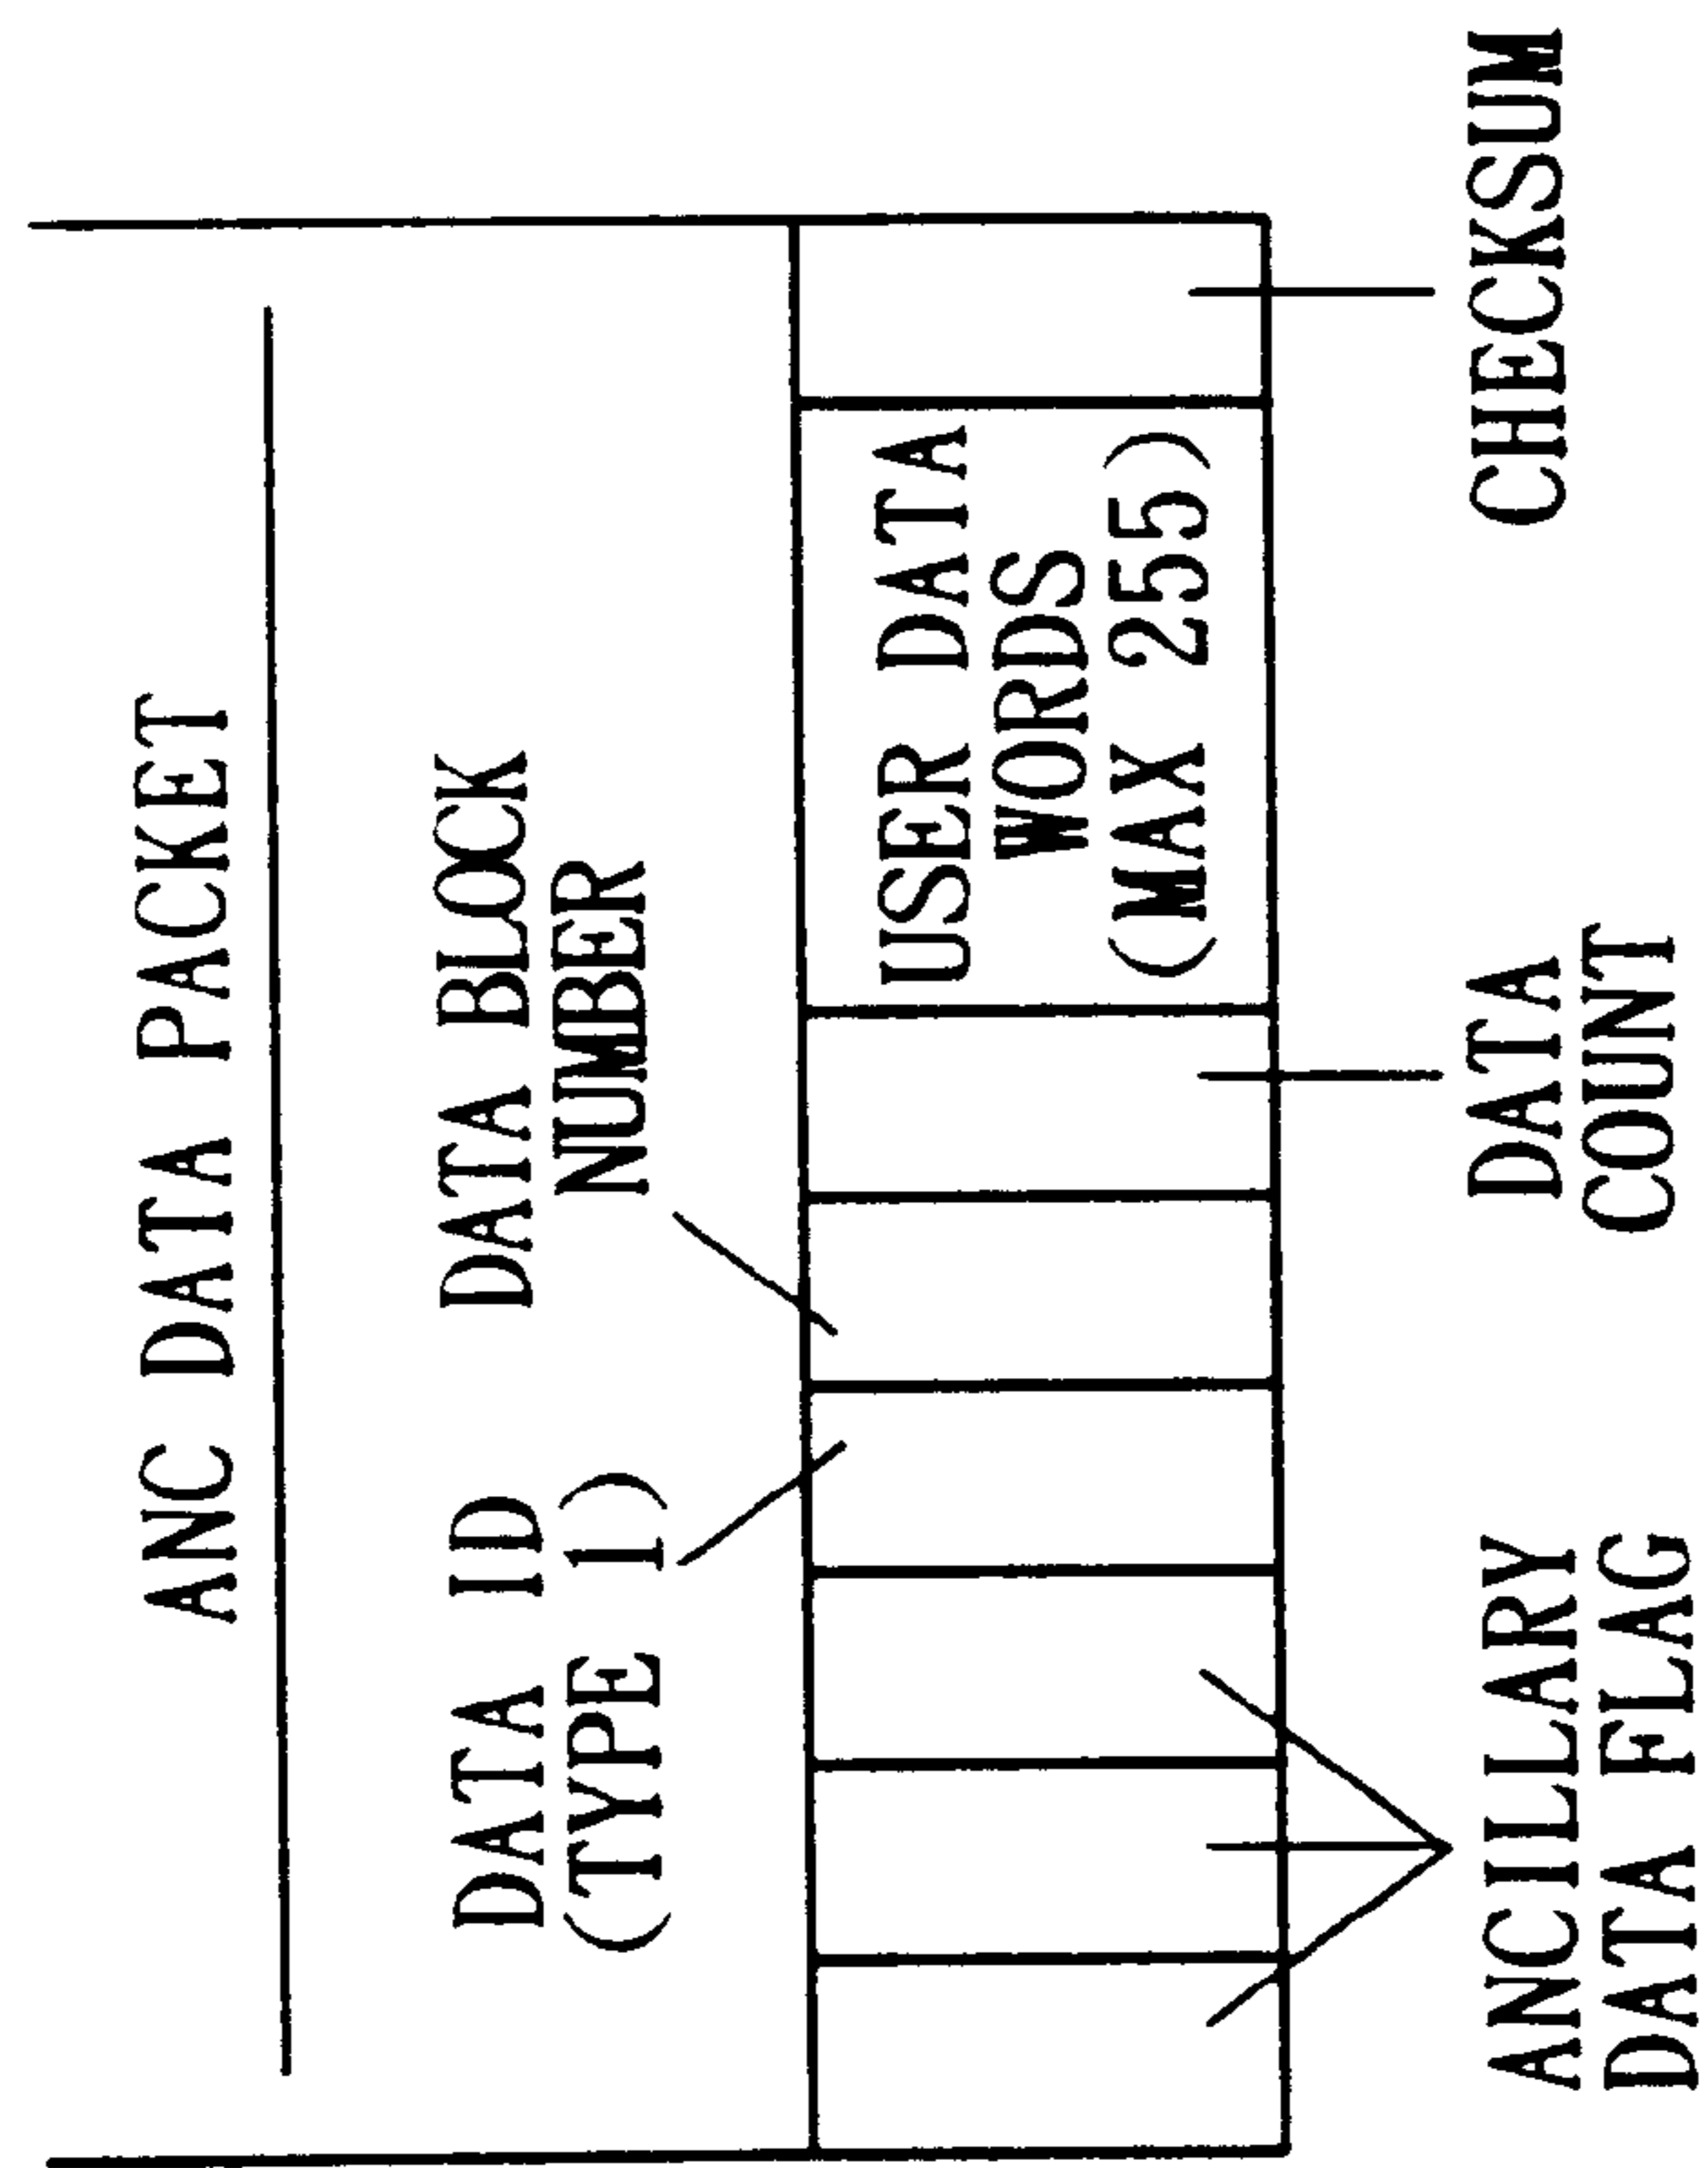 ANC DATA PACKET
DATA ID
(TYPE 1)
DATA BLOCK
NUMBER
USER DATA
WORDS
(MAX 255)
ANCILLARY
DATA FLAG
DATA
COUNT
CHECKSUM